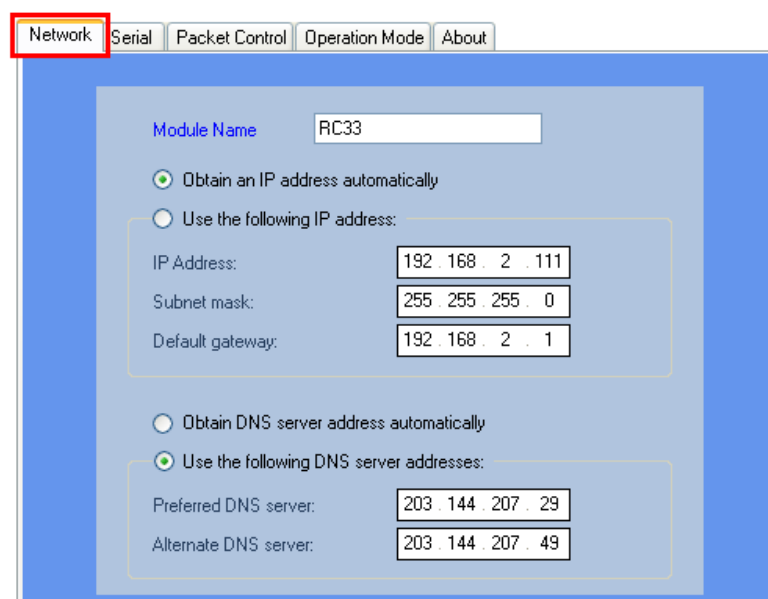 Network Serial Packet Control Operation Mode About
Module Name RC33
Obtain an IP address automatically
Use the following IP address:
IP Address: 192 . 168 . 2 . 111
Subnet mask: 255 . 255 . 255 . 0
Default gateway: 192 . 168 . 2 . 1
Obtain DNS server address automatically
Use the following DNS server addresses:
Preferred DNS server: 203 . 144 . 207 . 29
Alternate DNS server: 203 . 144 . 207 . 49